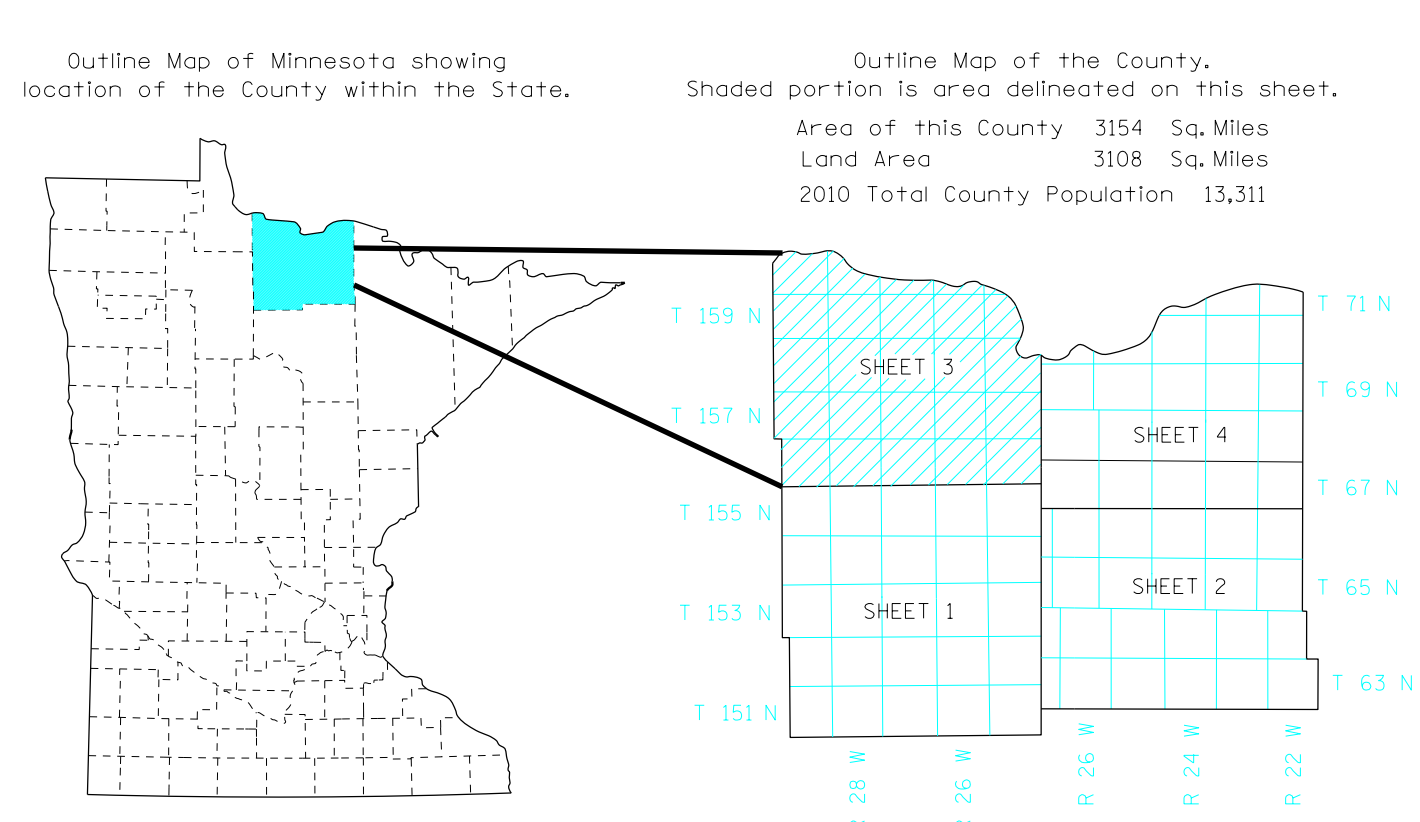 Outline Map of Minnesota showing
location of the County within the State.
Outline Map of the County.
Shaded portion is area delineated on this sheet.
Area of this County 3154 Sq. Miles
Land Area 3108 Sq. Miles
2010 Total County Population 13,311
T 159 N
T 157 N
T 155 N
T 153 N
T 151 N
SHEET 3
SHEET 4
SHEET 1
SHEET 2
T 71 N
T 69 N
T 67 N
T 65 N
T 63 N
28 W
26 W
R 26 W
R 24 W
R 22 W